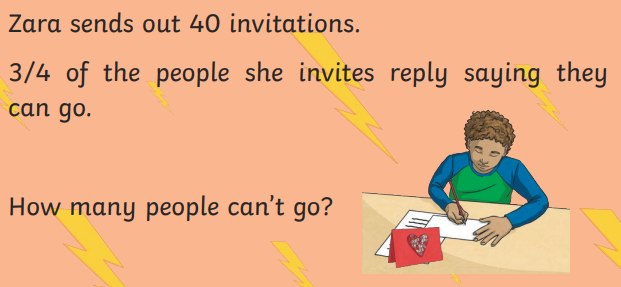 Zara sends out 40 invitations.
3/4 of the people she invites reply saying they
can go.
How many people can't go?